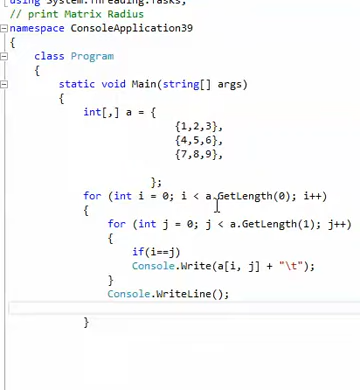 using System.Threading.Tasks;
// print Matrix Radius
namespace ConsoleApplication39
{
class Program
{
static void Main(string[] args)
{
int[,] a = {
{1,2,3},
{4,5,6},
{7,8,9},
};
for (int i = 0; i < a.GetLength(0); i++)
{
for (int j = 0; j < a.GetLength(1); j++)
{
if(i==j)
Console.Write(a[i, j] + "\t");
}
Console.WriteLine();
}